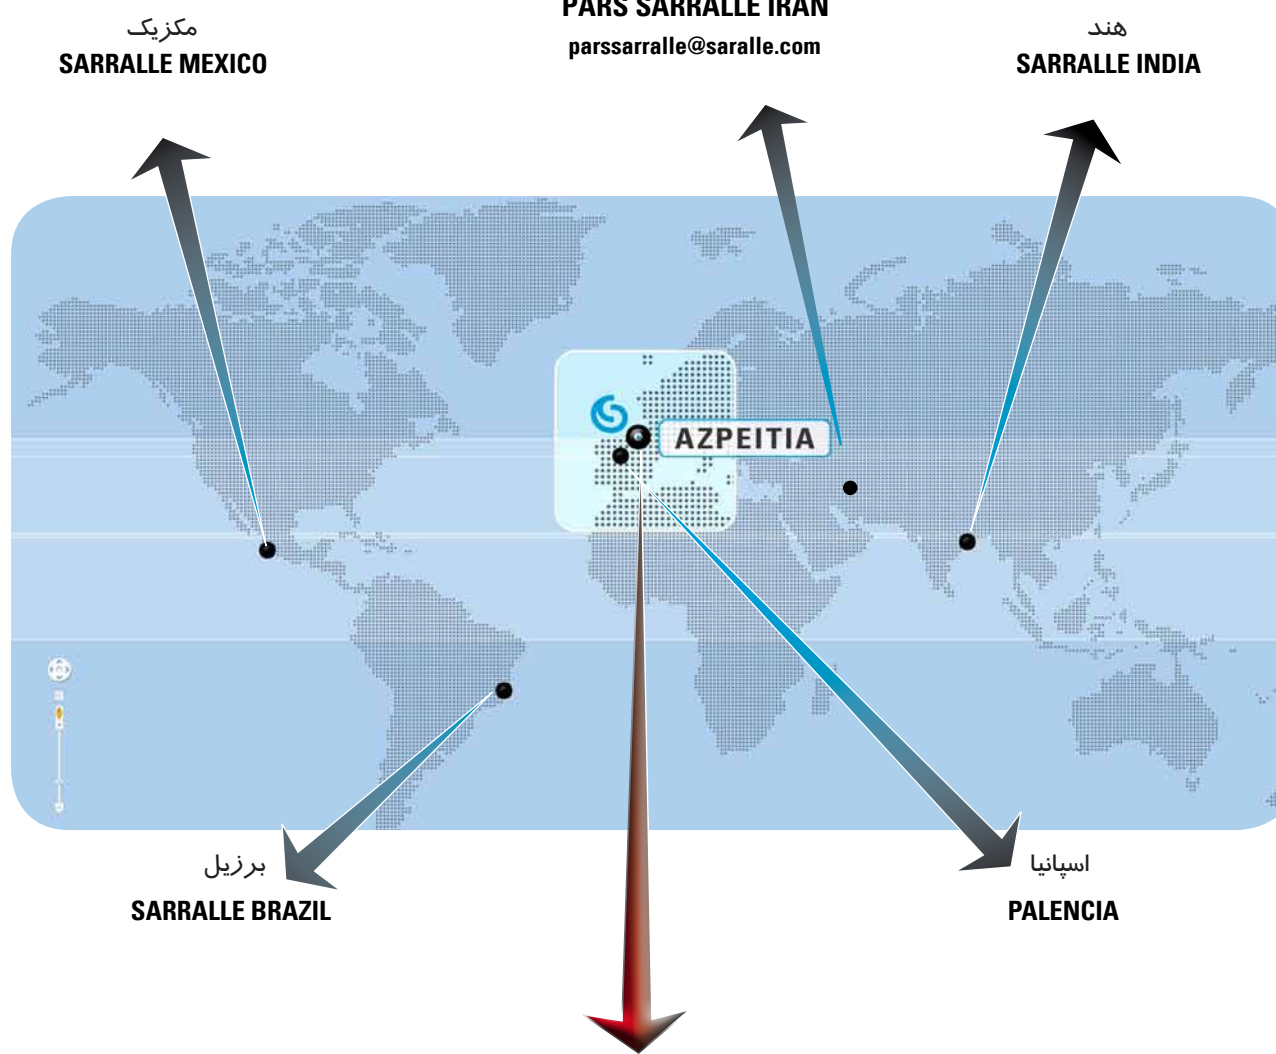 مکزیک
SARRALLE MEXICO
PARS SARRALLE IRAN
parssarralle@saralle.com
هند
SARRALLE INDIA
AZPEITIA
برزیل
SARRALLE BRAZIL
اسپانیا
PALENCIA